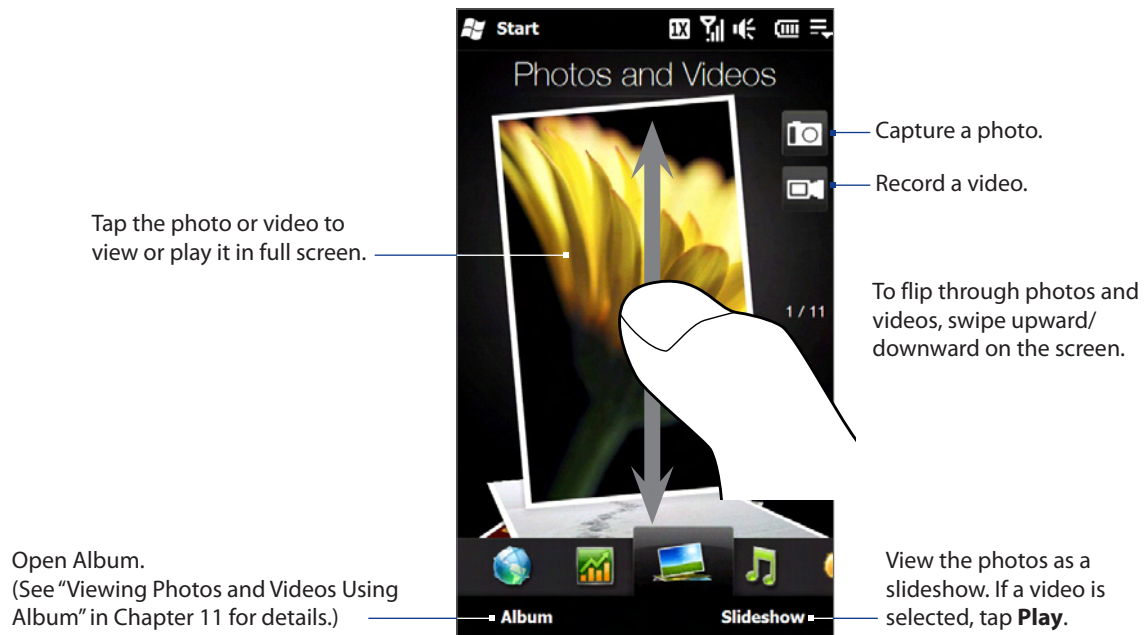 Start
1X
Photos and Videos
Capture a photo.
Record a video.
Tap the photo or video to
view or play it in full screen.
To flip through photos and
videos, swipe upward/
downward on the screen.
1 / 11
Open Album.
(See “Viewing Photos and Videos Using
Album” in Chapter 11 for details.)
Album
Slideshow
View the photos as a
slideshow. If a video is
selected, tap Play.